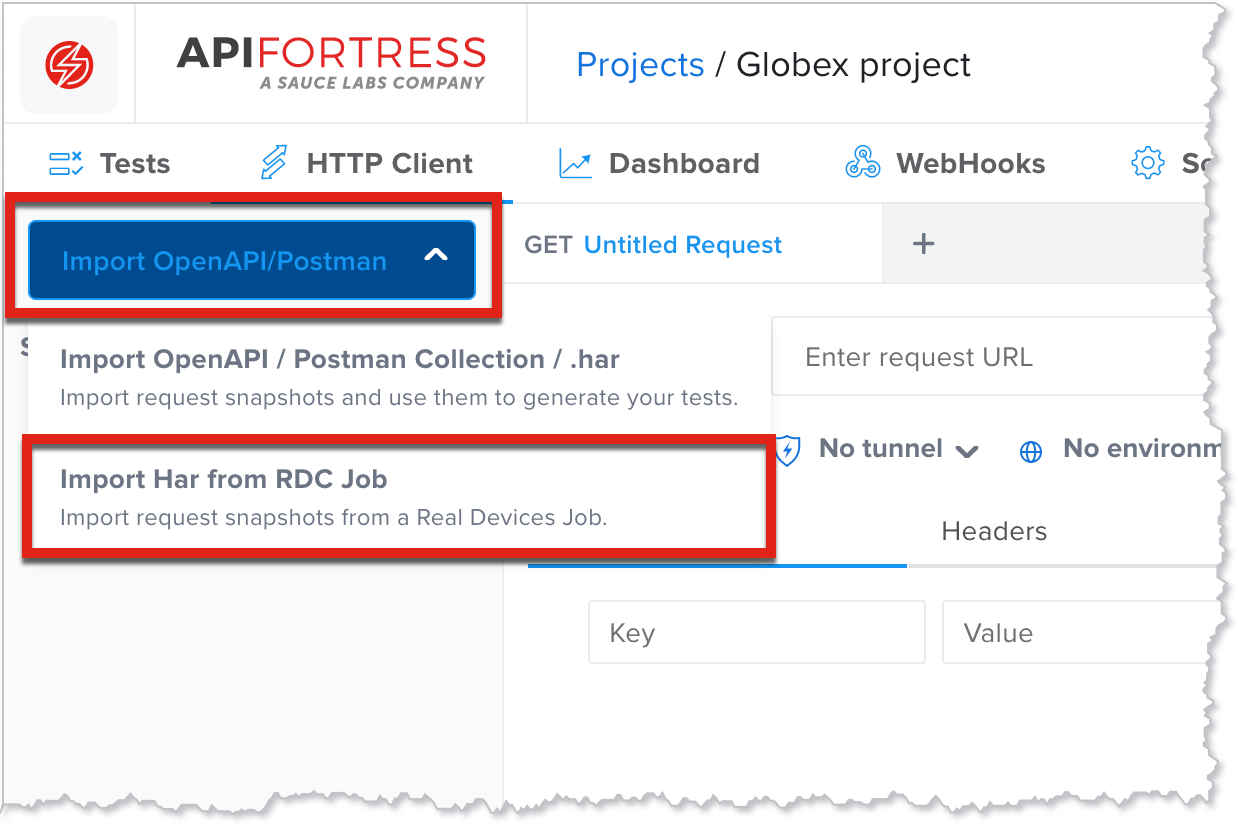 APIFORTRESS
A SAUCE LABS COMPANY
Projects / Globex project
Tests
HTTP Client
Dashboard
WebHooks
Import OpenAPI/Postman
GET Untitled Request
+
Import OpenAPI / Postman Collection / .har
Import request snapshots and use them to generate your tests.
Enter request URL
Import Har from RDC Job
Import request snapshots from a Real Devices Job.
No tunnel
No
Headers
Key
Value